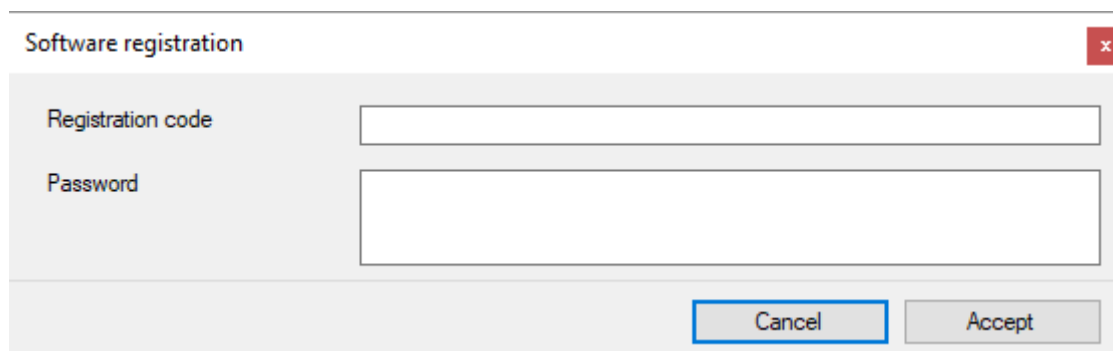 Software registration
x
Registration code
Password
Cancel Accept